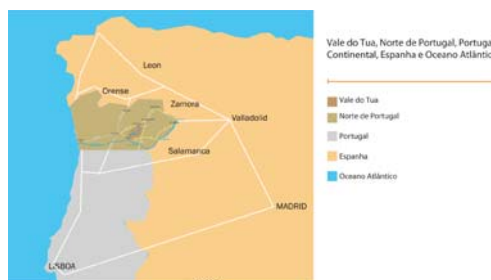 Leon
Orense
Zamora
Valladolid
Salamanca
MADRID
LISBOA
Vale do Tua, Norte de Portugal, Portuga
Continental, Espanha e Oceano Atlântic
Vale do Tua
Norte de Portugal
Portugal
Espanha
Oceano Atlântico